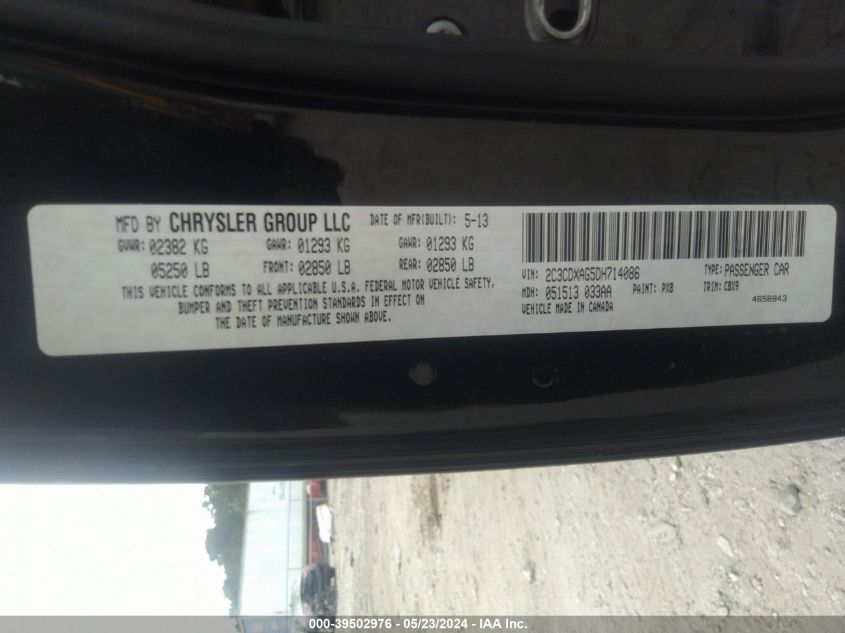 MFD BY CHRYSLER GROUP LLC DATE OF MFR(BUILT): 5-13
GVWR: 02382 KG GAWR: 01293 KG GAWR: 01293 KG
05250 LB FRONT: 02850 LB REAR: 02850 LB
THIS VEHICLE CONFORMS TO ALL APPLICABLE U.S.A. FEDERAL MOTOR VEHICLE SAFETY,
BUMPER AND THEFT PREVENTION STANDARDS IN EFFECT ON
THE DATE OF MANUFACTURE SHOWN ABOVE.
VIN: 2C3CDXAG5DH714086 TYPE: PASSENGER CAR
MDH: 051513 033AA PAINT: PX8 TRIM: C8X9
VEHICLE MADE IN CANADA 4658843
000-39502976 - 05/23/2024 - IAA Inc.